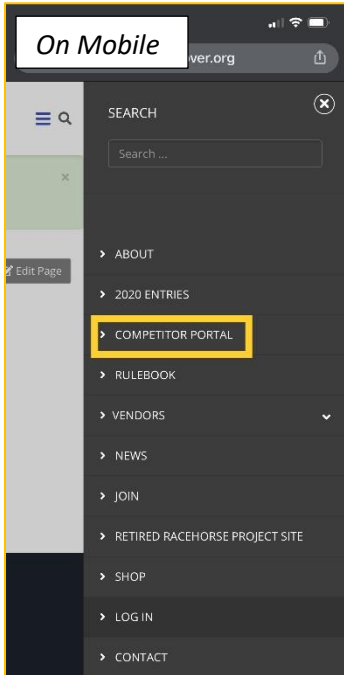 On Mobile
ver.org
SEARCH
Search ...
Edit Page
ABOUT
2020 ENTRIES
COMPETITOR PORTAL
RULEBOOK
VENDORS
NEWS
JOIN
RETIRED RACEHORSE PROJECT SITE
SHOP
LOG IN
CONTACT